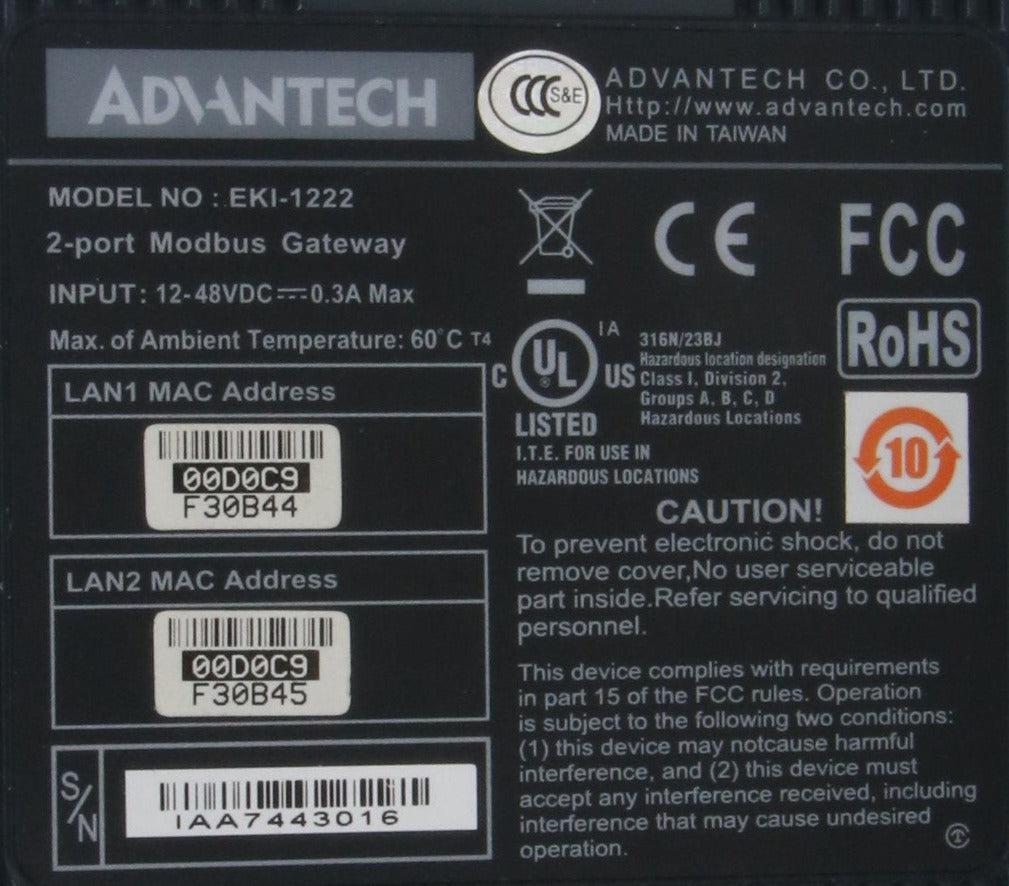 ADVANTECH
CCC S&E
ADVANTECH CO., LTD.
Http://www.advantech.com
MADE IN TAIWAN
MODEL NO : EKI-1222
2-port Modbus Gateway
INPUT: 12-48VDC⎓0.3A Max
Max. of Ambient Temperature: 60°C T4
CE
FCC
RoHS
10
C UL ® US
IA
LISTED
I.T.E. FOR USE IN
HAZARDOUS LOCATIONS
316N/23BJ
Hazardous location designation
Class I, Division 2,
Groups A, B, C, D
Hazardous Locations
LAN1 MAC Address
00D0C9
F30B44
LAN2 MAC Address
00D0C9
F30B45
S/N
IAA7443016
CAUTION!
To prevent electronic shock, do not
remove cover,No user serviceable
part inside.Refer servicing to qualified
personnel.
This device complies with requirements
in part 15 of the FCC rules. Operation
is subject to the following two conditions:
(1) this device may notcause harmful
interference, and (2) this device must
accept any interference received, including
interference that may cause undesired
operation.